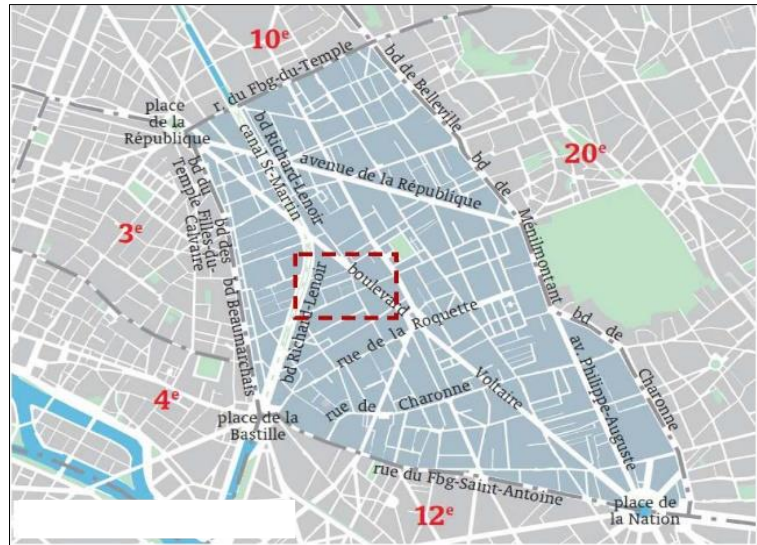 10e
r. du Fbg-du-Temple
bd de Belleville
place
de la
République
bd Richard-Lenoir
canal St-Martin
avenue de la République
bd de
Ménilmontant
20e
3e
bd du
Temple
Filles-du-
Calvaire
bd des
bd Beaumarchais
bd Richard-Lenoir
boulevard
Voltaire
rue de la Roquette
bd de
Charonne
av. Philippe-Auguste
4e
place de la
Bastille
rue de Charonne
rue du Fbg-Saint-Antoine
12e
place de
la Nation